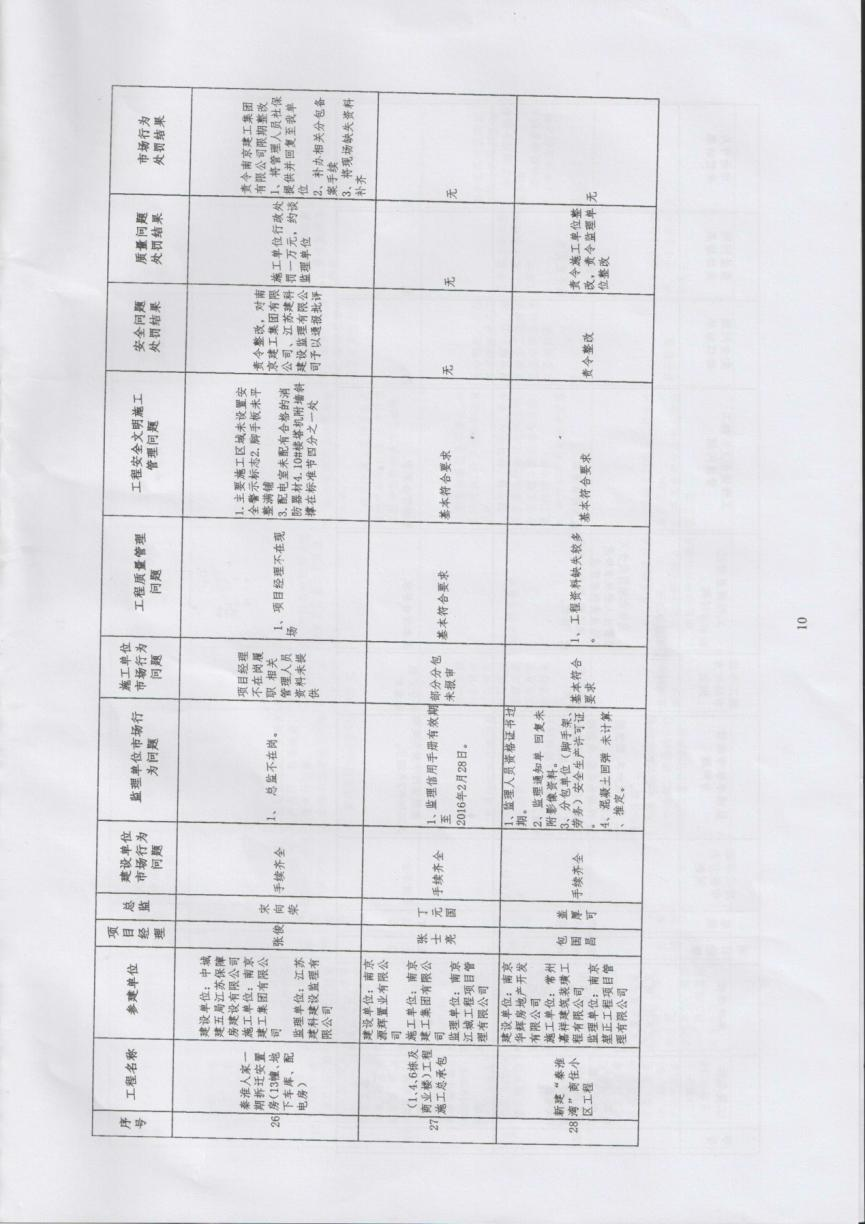 序
号
工程名称
参建单位
项
目
经
理
总
监
建设单位
市场行为
问题
监理单位市场行
为问题
施工单位
市场行为
问题
工程质量管理
问题
工程安全文明施工
管理问题
安全问题
处罚结果
质量问题
处罚结果
市场行为
处罚结果
26
秦淮人家一
期拆迁安置
房(13幢、地
下车库、配
电房)
建设单位：中城
建五局江苏保障
房建设有限公司
施工单位：南京
建工集团有限公
司
监理单位：江苏
建科建设监理有
限公司
张俊
宋
向
荣
手续齐全
1、 总监不在岗。
项目经理
不在岗履
职 相关
管理人员
资料未提
供
1、项目经理不在现
场
1.主要施工区域未设置安
全警示标志2.脚手板未平
整满铺
3.配电室未配有合格的消
防器材4.10#楼塔机附墙斜
撑在标准节四分之一处
责令整改，对南
京建工集团有限
公司、江苏建科
建设监理有限公
司予以通报批评
施工单位行政处
罚一万元，约谈
监理单位
责令南京建工集团
有限公司限期整改
1、将管理人员社保
提供并回复至我单
位
2、补办相关分包备
案手续
3、将现场缺失资料
补齐
27
(1,4,6栋及
商业楼)工程
施工总承包
建设单位：南京
源辉置业有限公
司
施工单位：南京
建工集团有限公
司
监理单位：南京
江城工程项目管
理有限公司
张
士
亮
丁
元
国
手续齐全
1、监理信用手册有效期
至
2016年2月28日。
部分分包
未报审
基本符合要求
基本符合要求
无
无
无
28
新建“秦淮
湾”商住小
区工程
建设单位：南京
华辉房地产开发
有限公司
施工单位：常州
嘉祥建筑装璜工
程有限公司
监理单位：南京
堃正工程项目管
理有限公司
包
国
昌
盖
厚
可
手续齐全
1、监理人员资格证书过
期。
2、监理通知单 回复未
附影像资料。
3、分包单位（脚手架、
劳务）安全生产许可证
。
4、混凝土回弹 未计算
、推定。
基本符合
要求
1、工程资料缺失较多
。
基本符合要求
责令整改
责令施工单位整
改，责令监理单
位整改
无
10